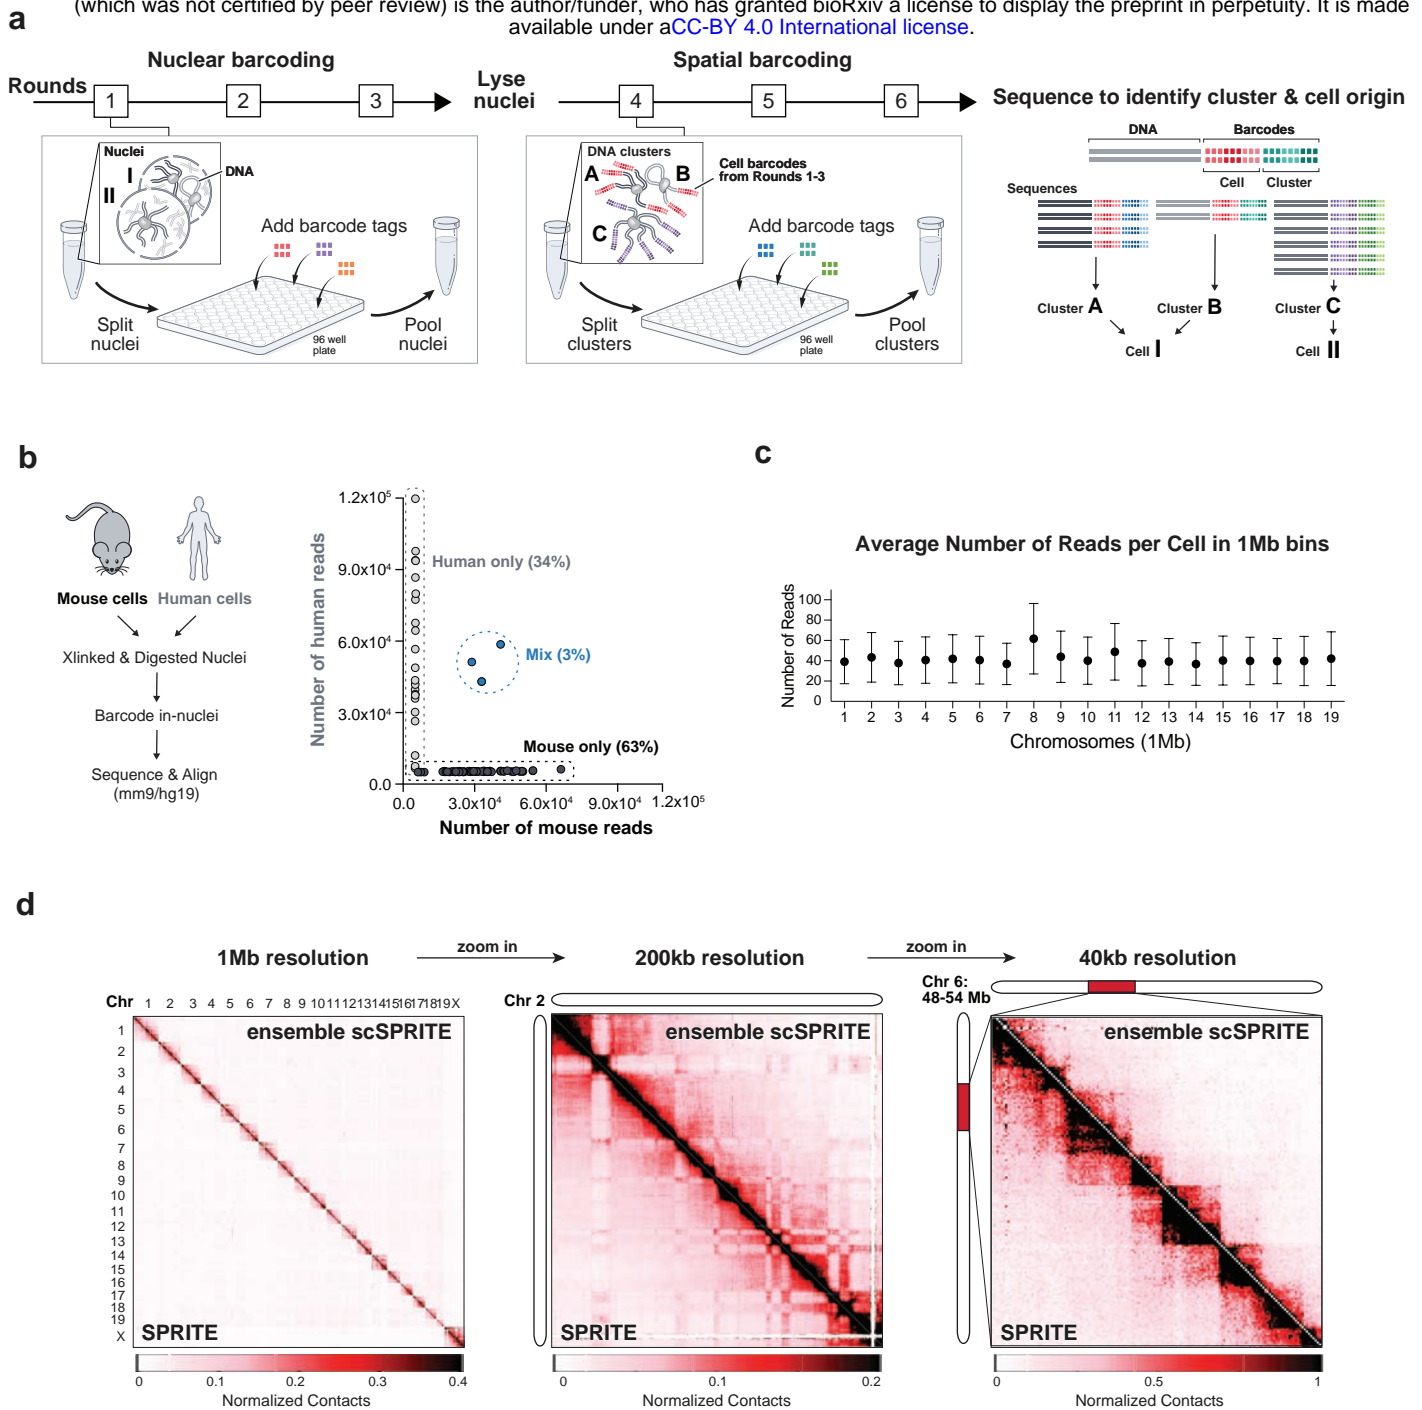 (which was not certified by peer review) is the author/funder, who has granted bioRxiv a license to display the preprint in perpetuity. It is made
available under aCC-BY 4.0 International license.
a
Nuclear barcoding
Rounds
1
2
3
Lyse
nuclei
Spatial barcoding
4
5
6
Sequence to identify cluster & cell origin
Nuclei
I
II
DNA
Add barcode tags
Split
nuclei
96 well
plate
Pool
nuclei
DNA clusters
A
B
C
Cell barcodes
from Rounds 1-3
Add barcode tags
Split
clusters
96 well
plate
Pool
clusters
DNA
Barcodes
Cell
Cluster
Sequences
Cluster A
Cluster B
Cluster C
Cell I
Cell II
b
Mouse cells
Human cells
Xlinked & Digested Nuclei
Barcode in-nuclei
Sequence & Align
(mm9/hg19)
Number of human reads
1.2x10⁵
9.0x10⁴
6.0x10⁴
3.0x10⁴
0.0
Human only (34%)
Mix (3%)
Mouse only (63%)
0.0
3.0x10⁴
6.0x10⁴
9.0x10⁴
1.2x10⁵
Number of mouse reads
c
Average Number of Reads per Cell in 1Mb bins
Number of Reads
100
80
60
40
20
0
1 2 3 4 5 6 7 8 9 10 11 12 13 14 15 16 17 18 19
Chromosomes (1Mb)
d
1Mb resolution
zoom in
200kb resolution
zoom in
40kb resolution
Chr 1 2 3 4 5 6 7 8 9 10 11 12 13 14 15 16 17 18 19 X
1
2
3
4
5
6
7
8
9
10
11
12
13
14
15
16
17
18
19
X
ensemble scSPRITE
SPRITE
0 0.1 0.2 0.3 0.4
Normalized Contacts
Chr 2
ensemble scSPRITE
SPRITE
0 0.1 0.2
Normalized Contacts
Chr 6:
48-54 Mb
ensemble scSPRITE
SPRITE
0 0.5 1
Normalized Contacts